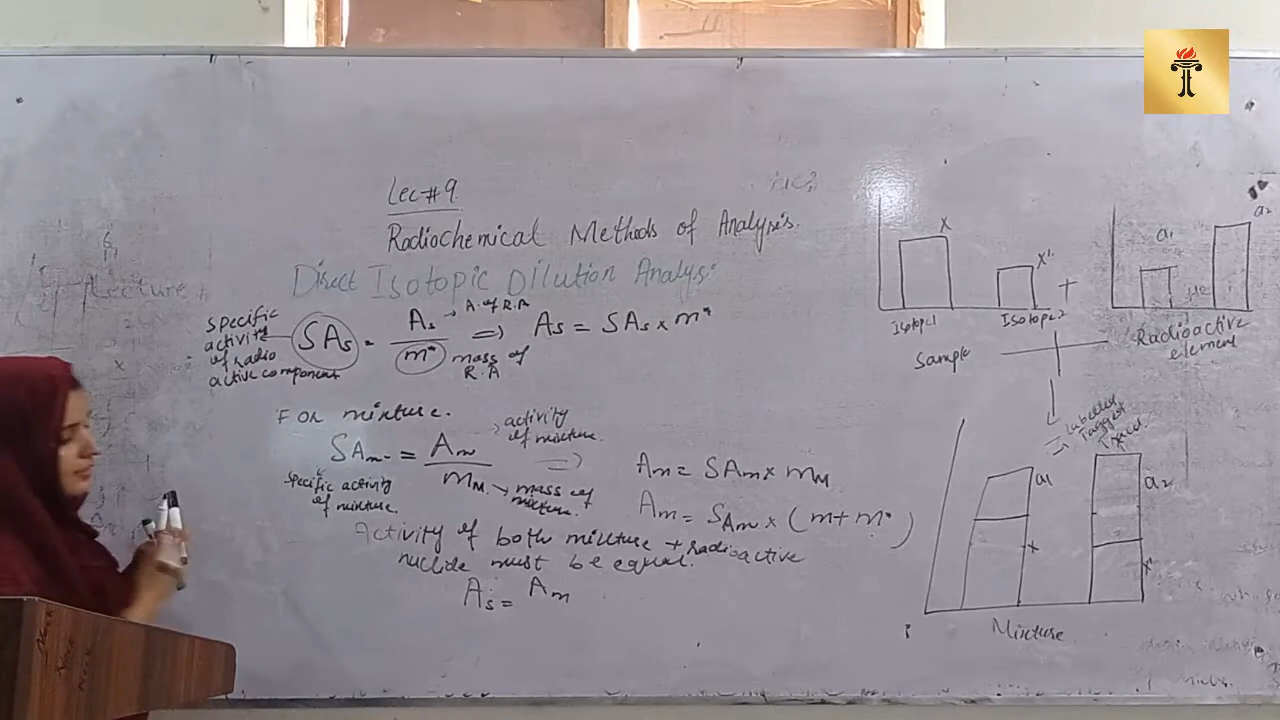 Lec # 9
Radiochemical Methods of Analysis.
Direct Isotopic Dilution Analysis
specific activity of radio active component
SAs = As / m* ⇒ As = SAs × m*
A. of R.A
mass of R.A
For mixture.
SAm = Am / mM ⇒ Am = SAm × mM
activity of mixture.
specific activity of mixture.
mass of mixture
Am = SAm × (m + m*)
Activity of both mixture + radioactive
nuclide must be equal.
As = Am
x
x'
Isotope 1
Isotope 2
Sample
+
a1
a2
Radioactive element
Labelled
a1
x
a2
x'
Mixture
Lecture